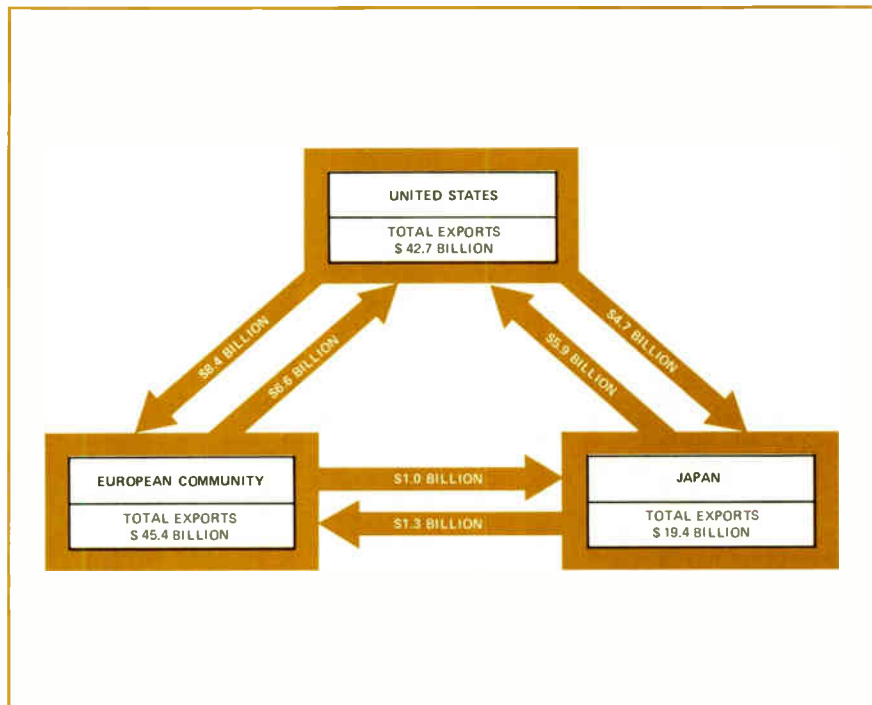 UNITED STATES
TOTAL EXPORTS
$ 42.7 BILLION
$8.4 BILLION
$6.6 BILLION
$5.9 BILLION
$4.7 BILLION
EUROPEAN COMMUNITY
TOTAL EXPORTS
$ 45.4 BILLION
$1.0 BILLION
$1.3 BILLION
JAPAN
TOTAL EXPORTS
$ 19.4 BILLION